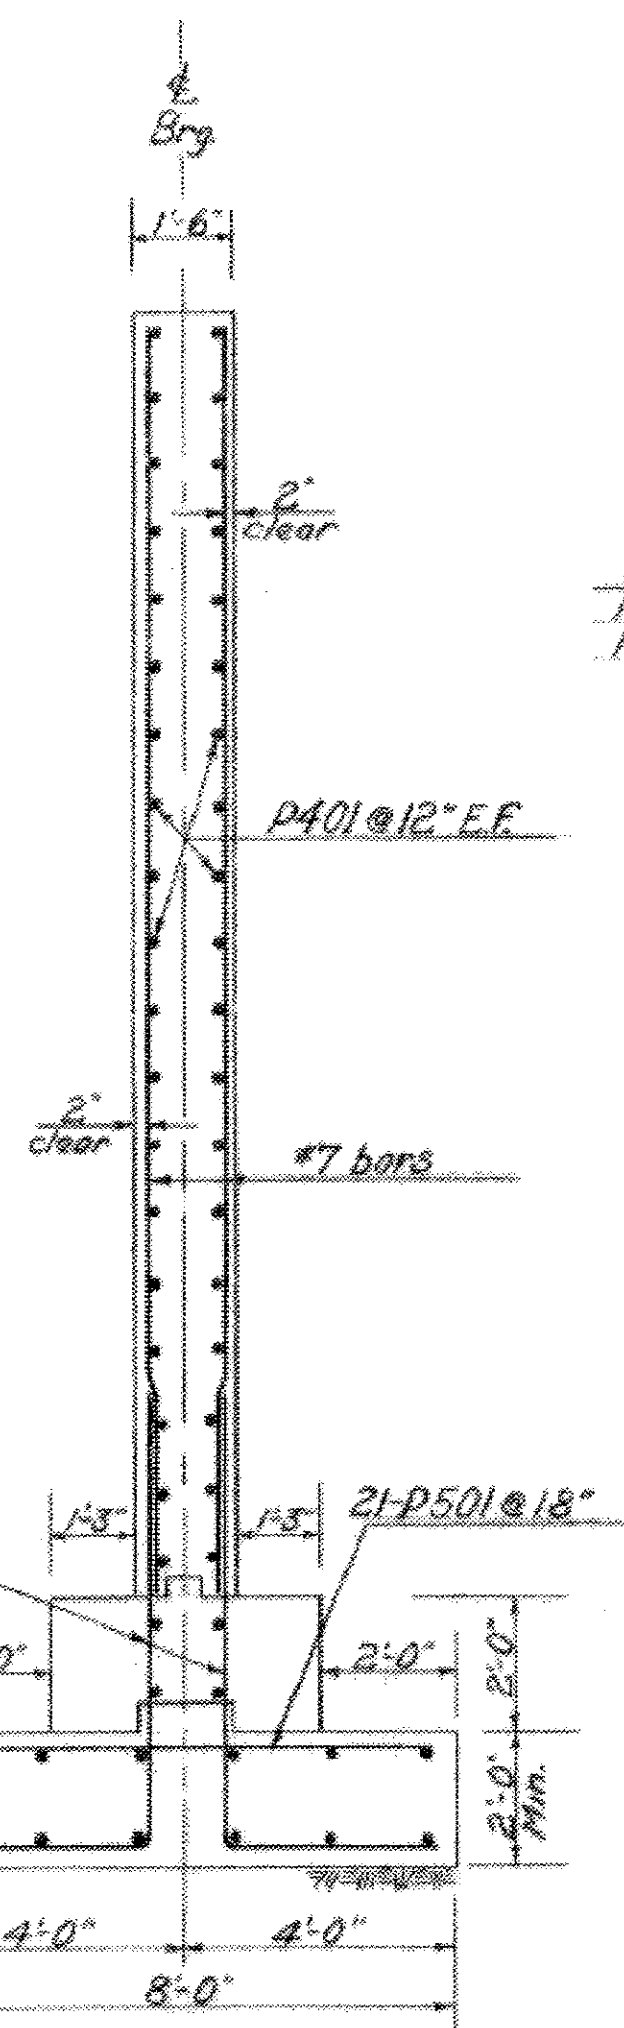 ℄
Brg.
1'-6"
2"
clear
P401 @ 12" E.F.
2"
clear
#7 bars
1'-3"
1'-3"
21-P501 @ 18"
0"
2'-0"
2'-0"
2'-0"
Min.
4'-0"
4'-0"
8'-0"